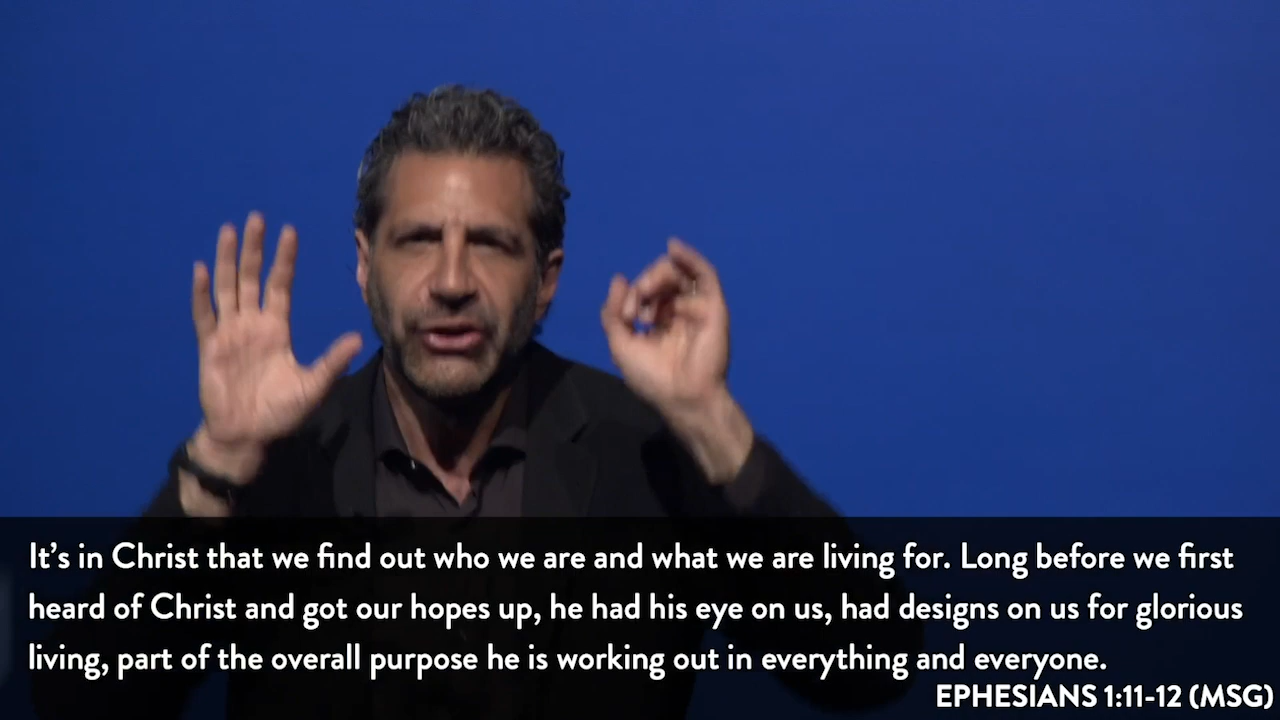 It's in Christ that we find out who we are and what we are living for. Long before we first
heard of Christ and got our hopes up, he had his eye on us, had designs on us for glorious
living, part of the overall purpose he is working out in everything and everyone.
EPHESIANS 1:11-12 (MSG)